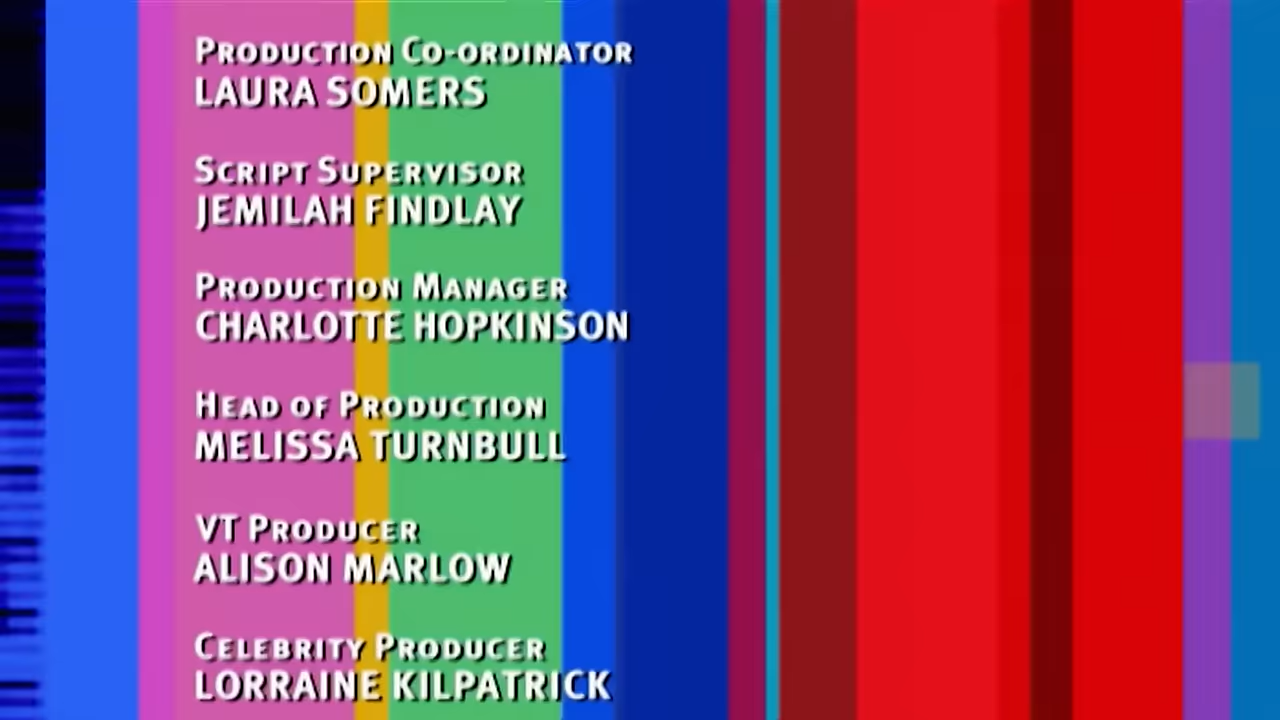 Production Co-ordinator
LAURA SOMERS
Script Supervisor
JEMILAH FINDLAY
Production Manager
CHARLOTTE HOPKINSON
Head of Production
MELISSA TURNBULL
VT Producer
ALISON MARLOW
Celebrity Producer
LORRAINE KILPATRICK